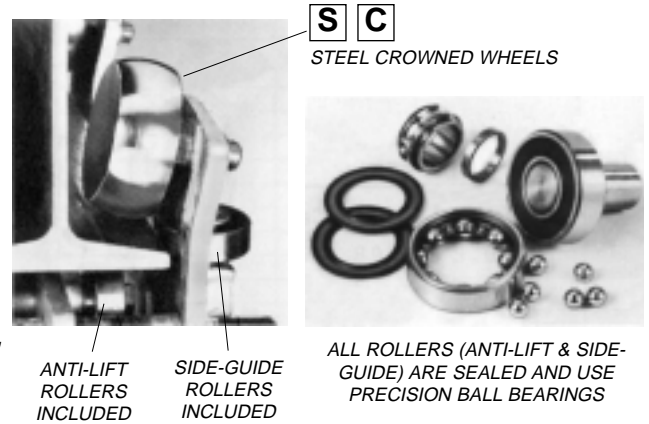 S C
STEEL CROWNED WHEELS
ANTI-LIFT
ROLLERS
INCLUDED
SIDE-GUIDE
ROLLERS
INCLUDED
ALL ROLLERS (ANTI-LIFT & SIDE-
GUIDE) ARE SEALED AND USE
PRECISION BALL BEARINGS